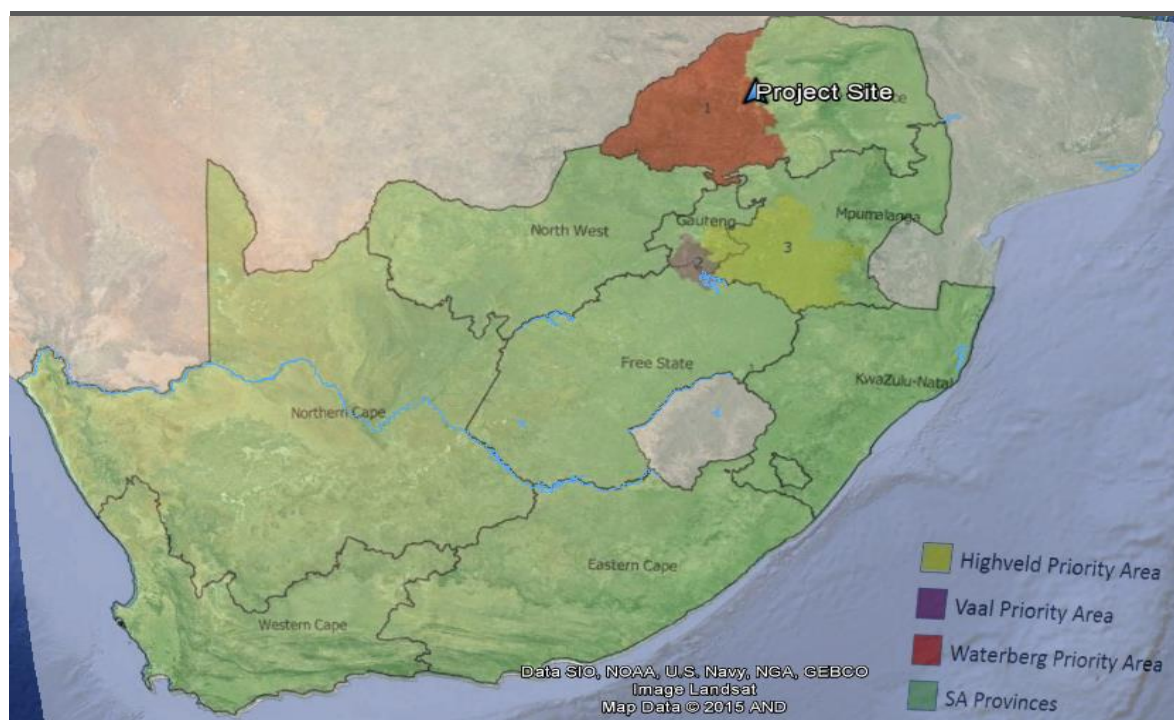 Project Site
1
North West
Gauteng
Mpumalanga
2
3
Free State
KwaZulu-Natal
Northern Cape
Eastern Cape
Western Cape
Highveld Priority Area
Vaal Priority Area
Waterberg Priority Area
SA Provinces
Data SIO, NOAA, U.S. Navy, NGA, GEBCO
Image Landsat
Map Data © 2015 AND